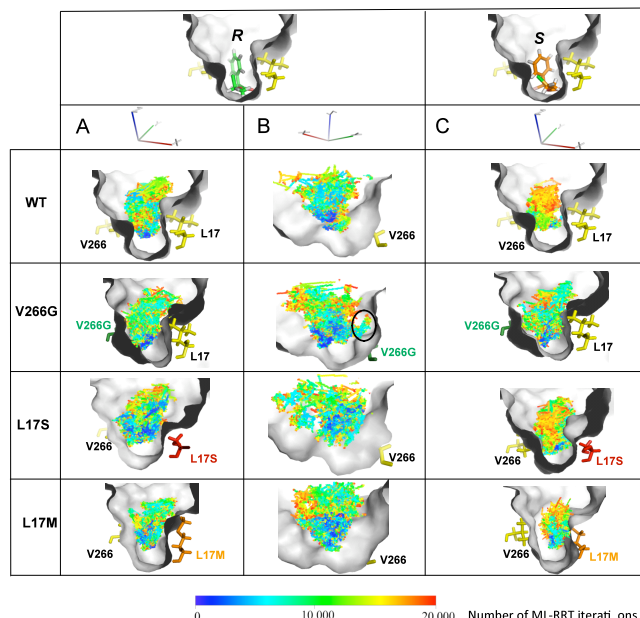 R S
A B C
WT
V266 L17 V266 V266 L17
V266G
V266G L17 V266G V266G L17
L17S
V266 L17S V266 V266 L17S
L17M
V266 L17M V266 V266 L17M
0 10 000 20 000 Number of ML-RRT iterati ons